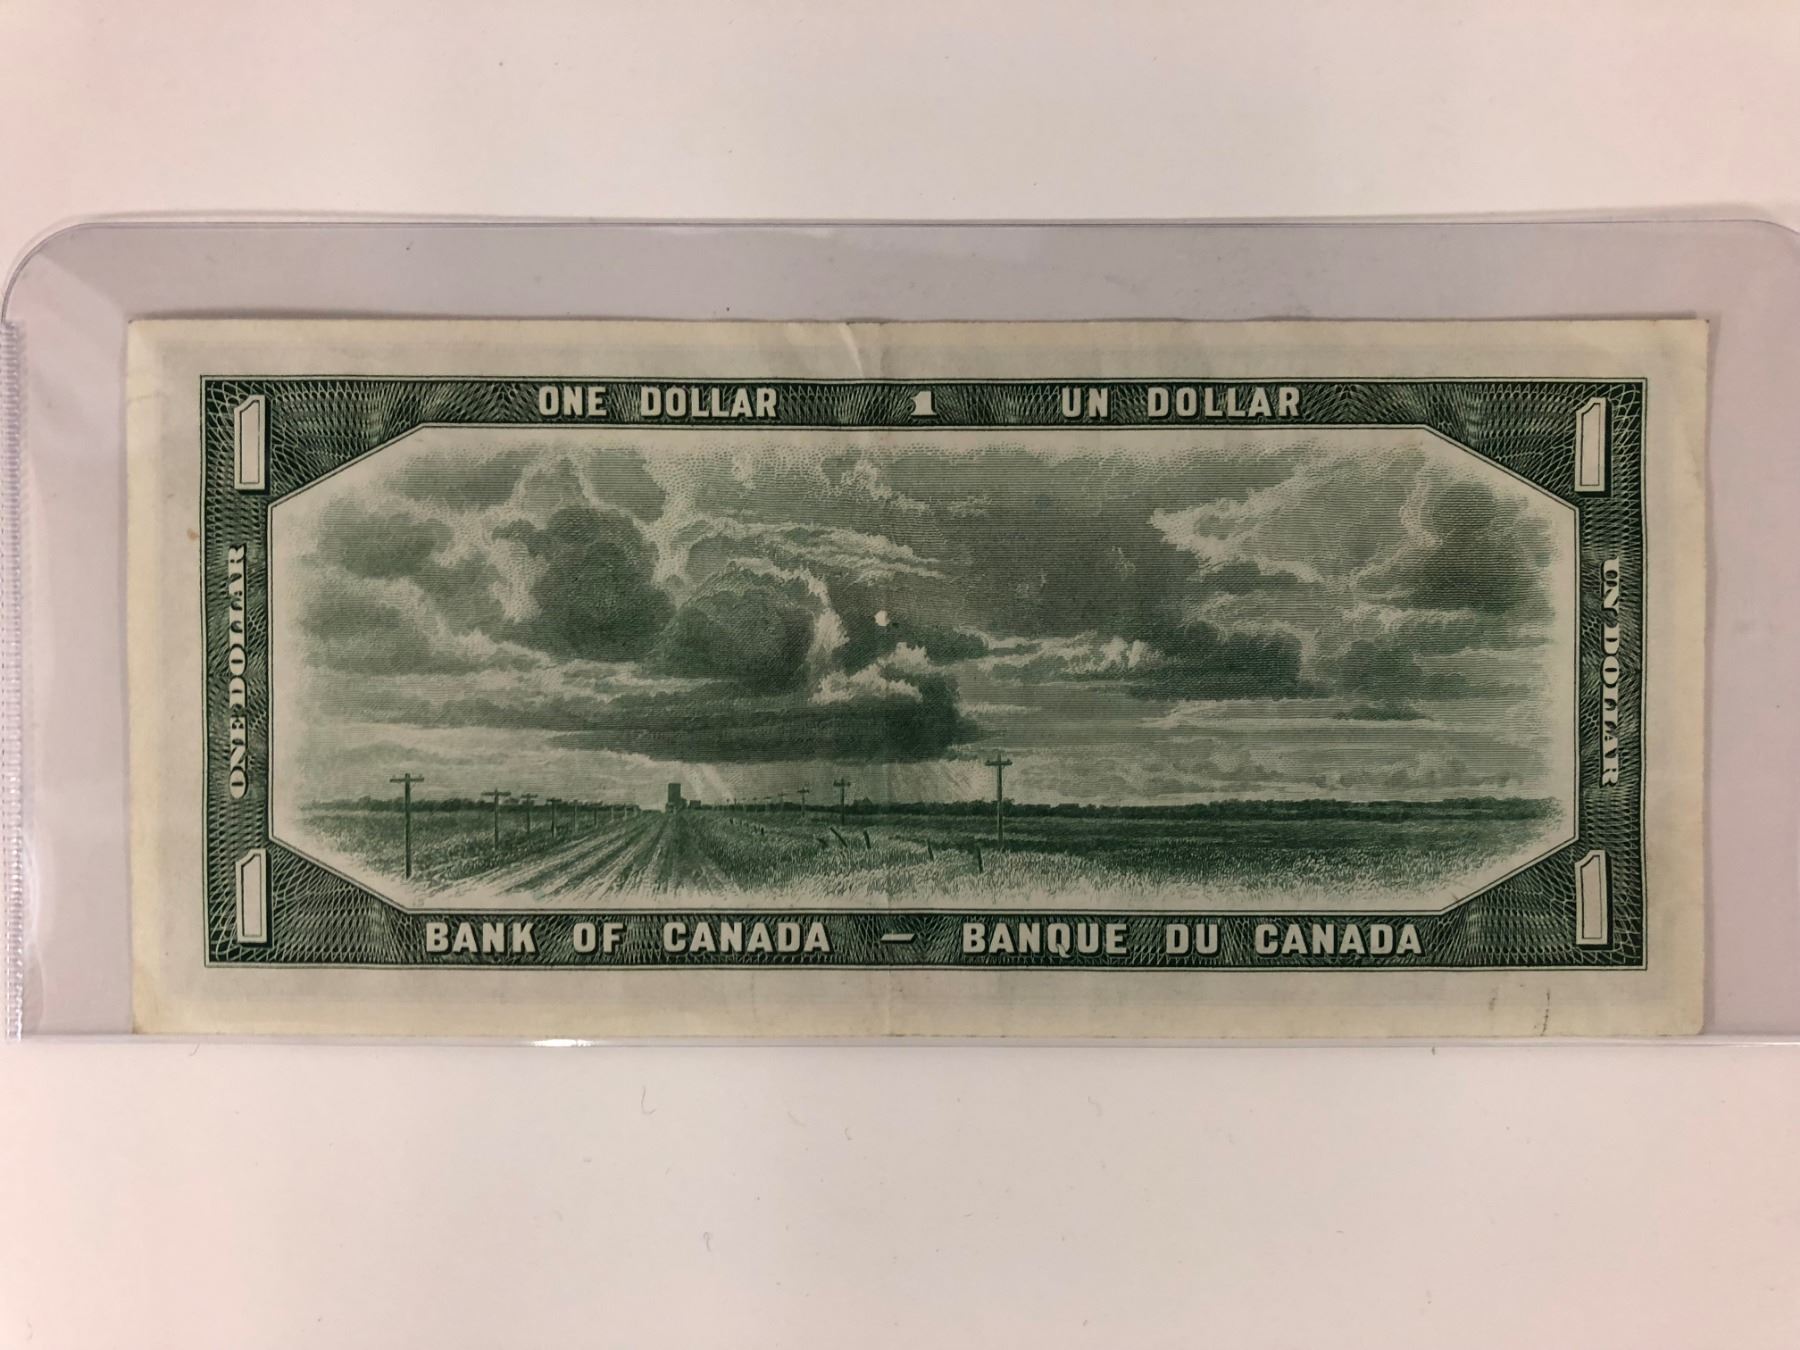 ONE DOLLAR 1 UN DOLLAR
1 1
ONE DOLLAR
UN DOLLAR
1 1
BANK OF CANADA — BANQUE DU CANADA